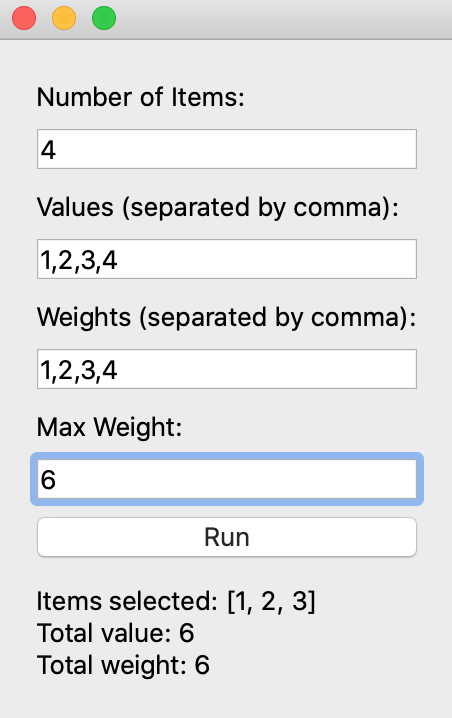 Number of Items:
4
Values (separated by comma):
1,2,3,4
Weights (separated by comma):
1,2,3,4
Max Weight:
6
Run
Items selected: [1, 2, 3]
Total value: 6
Total weight: 6